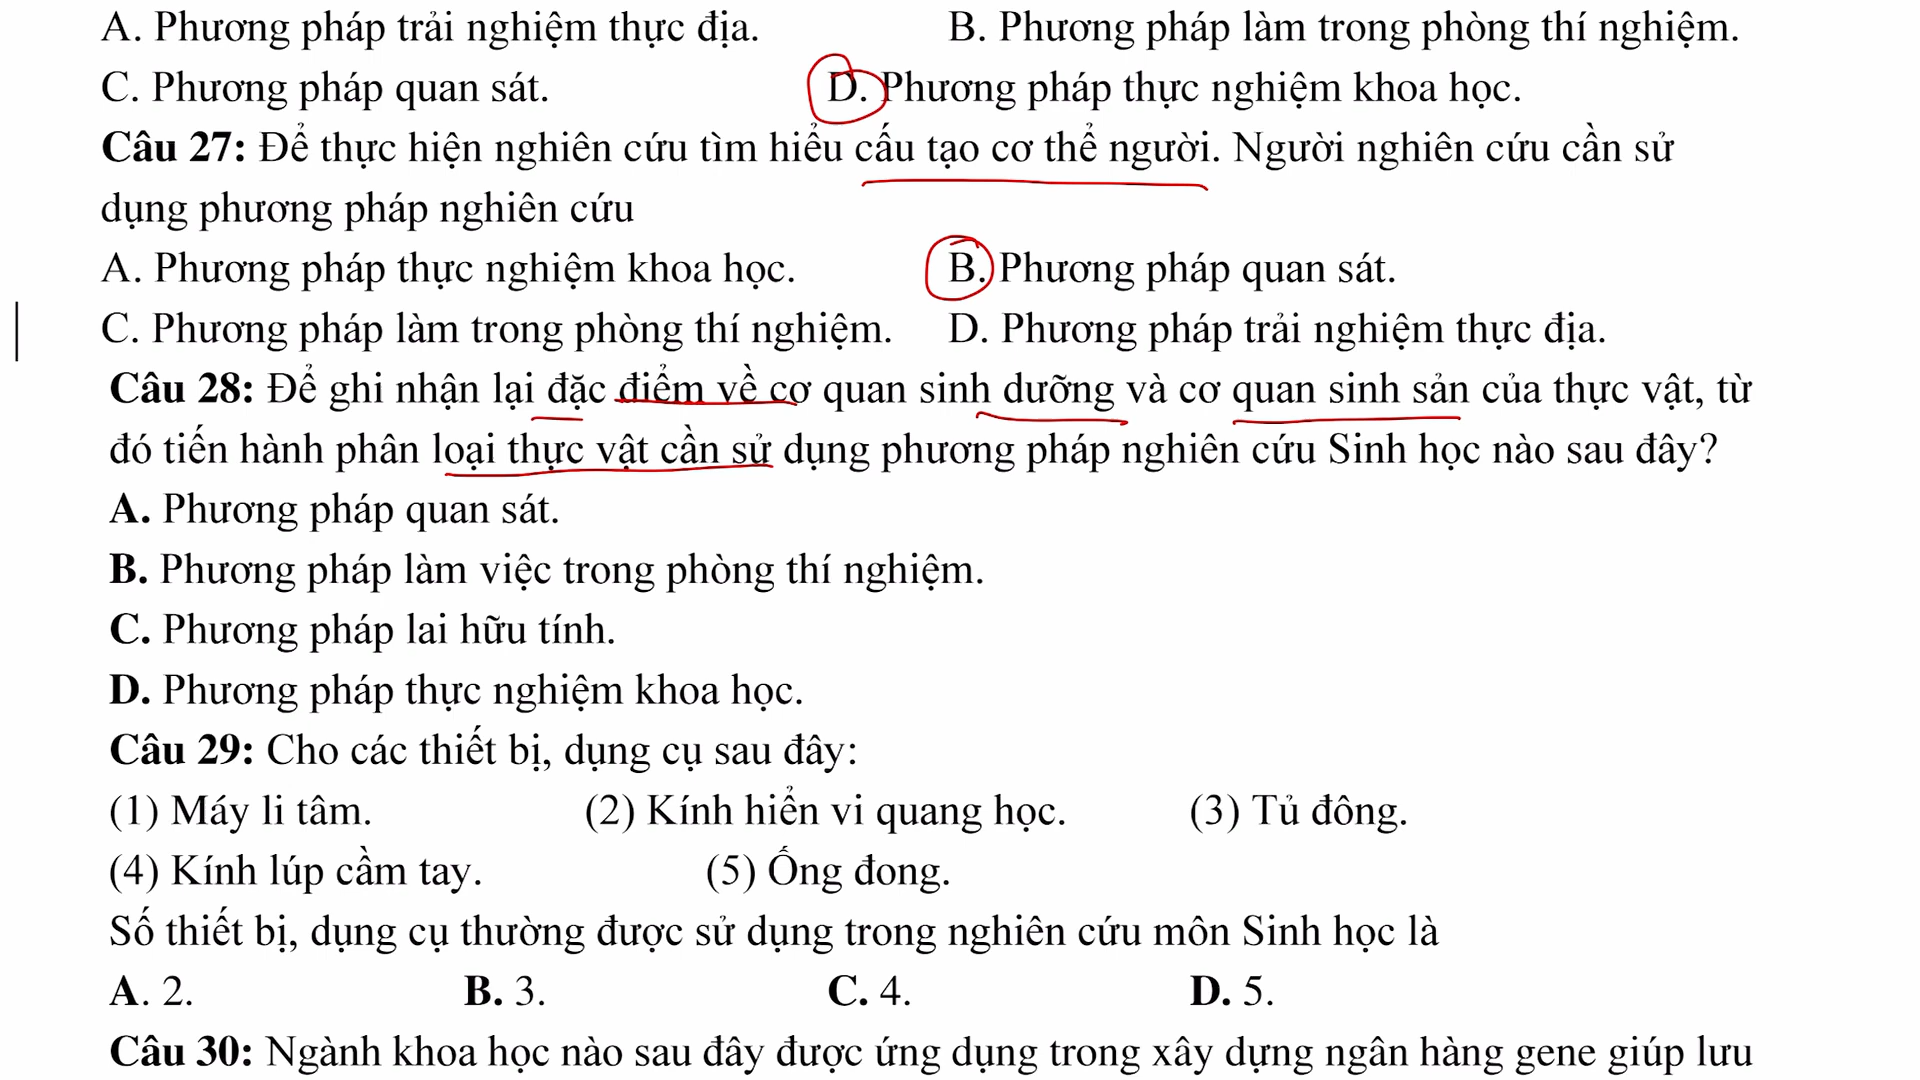 A. Phương pháp trải nghiệm thực địa. B. Phương pháp làm trong phòng thí nghiệm.
C. Phương pháp quan sát. D. Phương pháp thực nghiệm khoa học.
Câu 27: Để thực hiện nghiên cứu tìm hiểu cấu tạo cơ thể người. Người nghiên cứu cần sử
dụng phương pháp nghiên cứu
A. Phương pháp thực nghiệm khoa học. B. Phương pháp quan sát.
C. Phương pháp làm trong phòng thí nghiệm. D. Phương pháp trải nghiệm thực địa.
Câu 28: Để ghi nhận lại đặc điểm về cơ quan sinh dưỡng và cơ quan sinh sản của thực vật, từ
đó tiến hành phân loại thực vật cần sử dụng phương pháp nghiên cứu Sinh học nào sau đây?
A. Phương pháp quan sát.
B. Phương pháp làm việc trong phòng thí nghiệm.
C. Phương pháp lai hữu tính.
D. Phương pháp thực nghiệm khoa học.
Câu 29: Cho các thiết bị, dụng cụ sau đây:
(1) Máy li tâm. (2) Kính hiển vi quang học. (3) Tủ đông.
(4) Kính lúp cầm tay. (5) Ống đong.
Số thiết bị, dụng cụ thường được sử dụng trong nghiên cứu môn Sinh học là
A. 2. B. 3. C. 4. D. 5.
Câu 30: Ngành khoa học nào sau đây được ứng dụng trong xây dựng ngân hàng gene giúp lưu